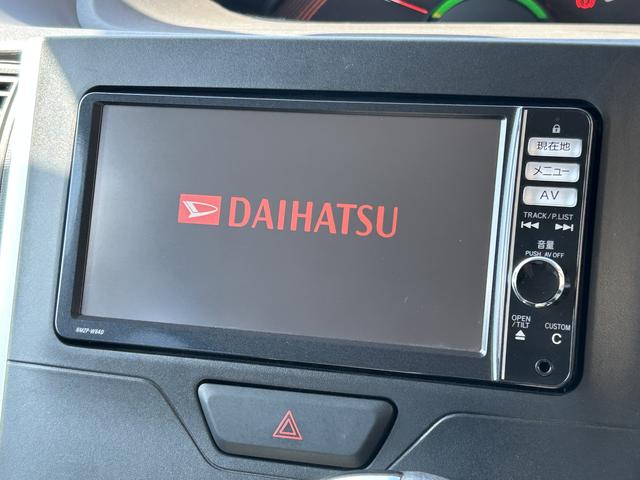 DAIHATSU
現在地
メニュー
AV
TRACK/P.LIST
音量
PUSH AV OFF
OPEN
/TILT
CUSTOM
C